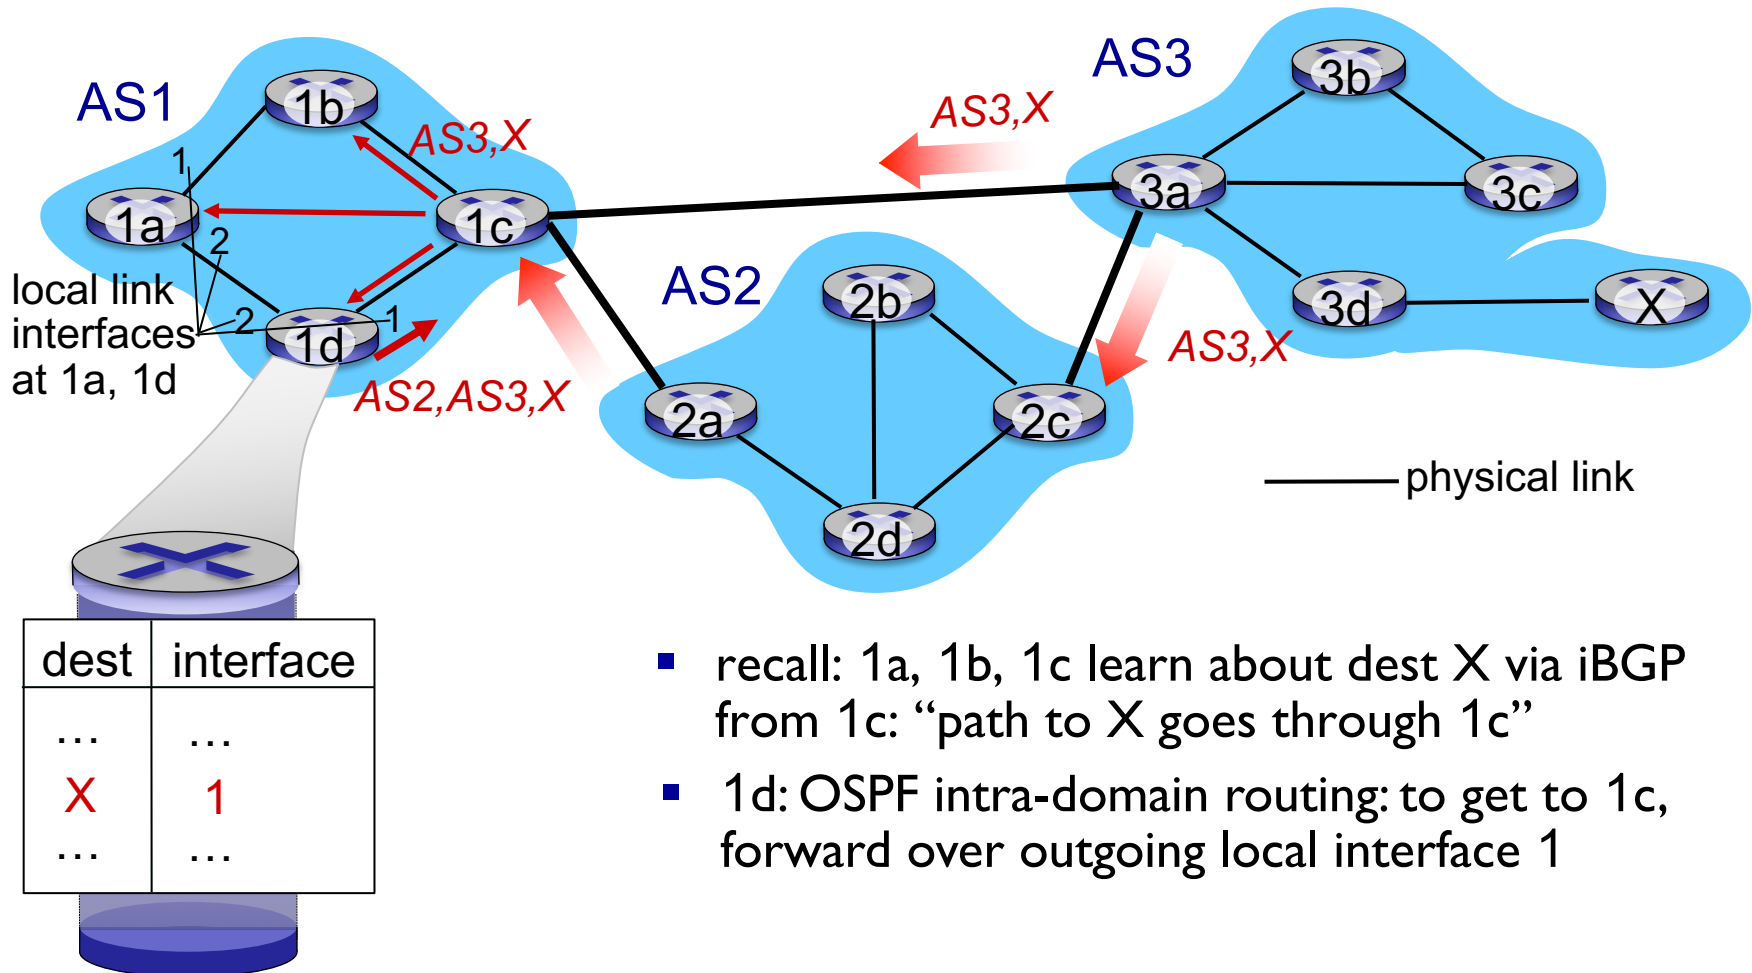 AS1
AS3
AS2
1b
AS3,X
1
1a
2
1c
local link
interfaces
at 1a, 1d
2
1
1d
AS2,AS3,X
AS3,X
3b
3a
3c
3d
X
AS3,X
2b
2a
2c
2d
physical link
dest interface
… …
X 1
… …
▪ recall: 1a, 1b, 1c learn about dest X via iBGP
from 1c: “path to X goes through 1c”
▪ 1d: OSPF intra-domain routing: to get to 1c,
forward over outgoing local interface 1